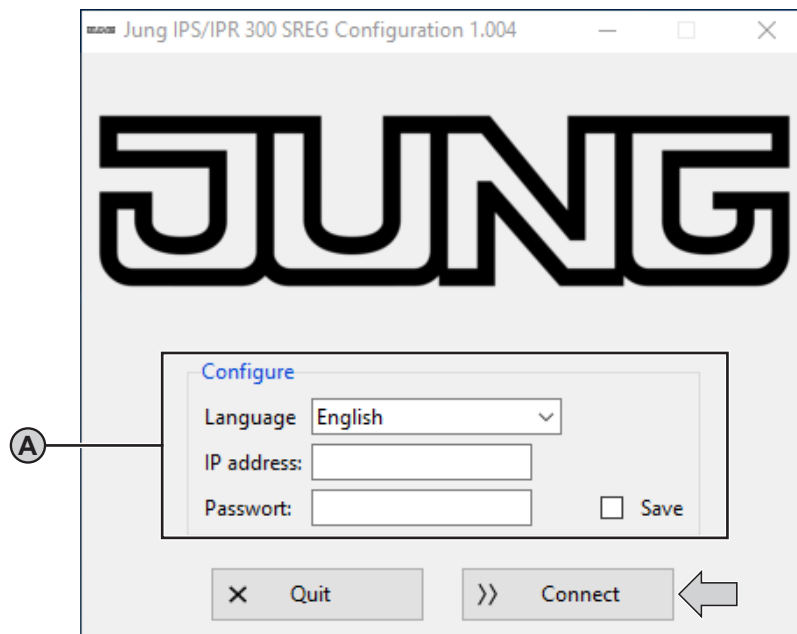 Jung IPS/IPR 300 SREG Configuration 1.004
JUNG
Configure
Language English
A
IP address:
Passwort:
Save
Quit
Connect